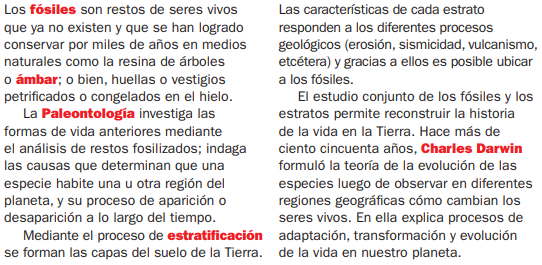 Los fósiles son restos de seres vivos
que ya no existen y que se han logrado
conservar por miles de años en medios
naturales como la resina de árboles
o ámbar; o bien, huellas o vestigios
petrificados o congelados en el hielo.
La Paleontología investiga las
formas de vida anteriores mediante
el análisis de restos fosilizados; indaga
las causas que determinan que una
especie habite una u otra región del
planeta, y su proceso de aparición o
desaparición a lo largo del tiempo.
Mediante el proceso de estratificación
se forman las capas del suelo de la Tierra.
Las características de cada estrato
responden a los diferentes procesos
geológicos (erosión, sismicidad, vulcanismo,
etcétera) y gracias a ellos es posible ubicar
a los fósiles.
El estudio conjunto de los fósiles y los
estratos permite reconstruir la historia
de la vida en la Tierra. Hace más de
ciento cincuenta años, Charles Darwin
formuló la teoría de la evolución de las
especies luego de observar en diferentes
regiones geográficas cómo cambian los
seres vivos. En ella explica procesos de
adaptación, transformación y evolución
de la vida en nuestro planeta.